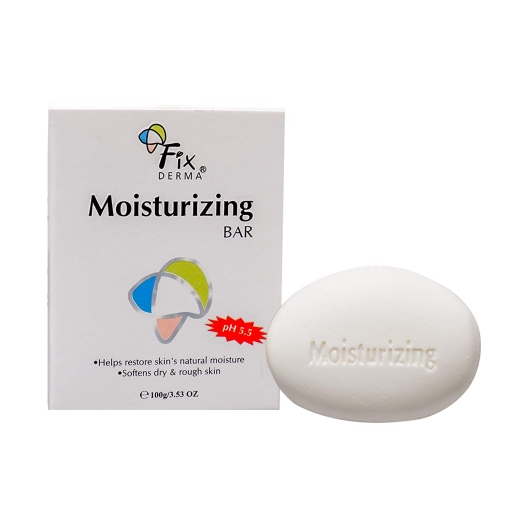 Fix®
DERMA
Moisturizing
BAR
pH 5.5
•Helps restore skin's natural moisture
•Softens dry & rough skin
℮ 100g/3.53 OZ
Moisturizing